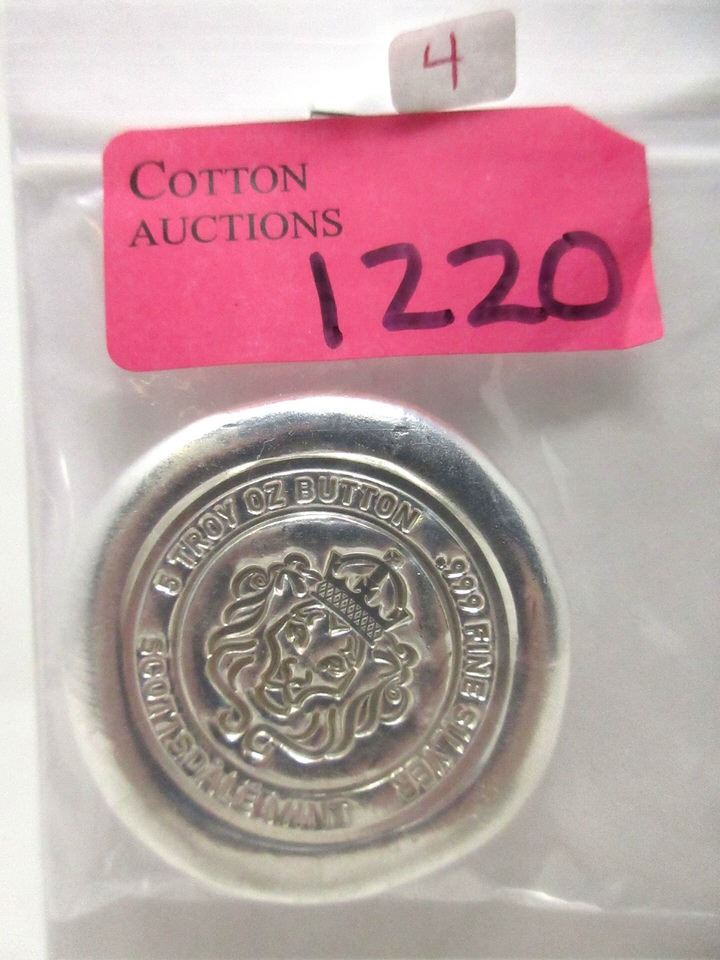 4
COTTON
AUCTIONS
1220
5 TROY OZ BUTTON
.999 FINE SILVER
SCOTTSDALE MINT